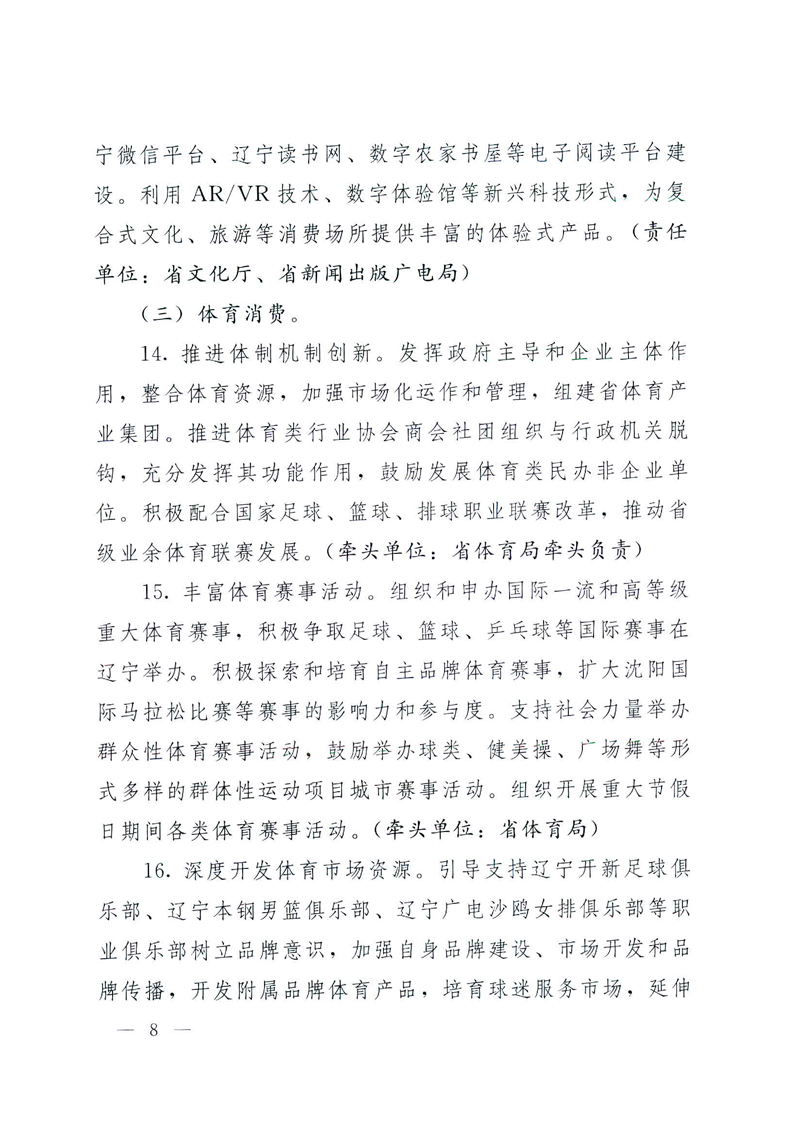 宁微信平台、辽宁读书网、数字农家书屋等电子阅读平台建
设。利用 AR/VR 技术、数字体验馆等新兴科技形式，为复
合式文化、旅游等消费场所提供丰富的体验式产品。（责任
单位：省文化厅、省新闻出版广电局）
（三）体育消费。
14. 推进体制机制创新。发挥政府主导和企业主体作
用，整合体育资源，加强市场化运作和管理，组建省体育产
业集团。推进体育类行业协会商会社团组织与行政机关脱
钩，充分发挥其功能作用，鼓励发展体育类民办非企业单
位。积极配合国家足球、篮球、排球职业联赛改革，推动省
级业余体育联赛发展。（牵头单位：省体育局牵头负责）
15. 丰富体育赛事活动。组织和申办国际一流和高等级
重大体育赛事，积极争取足球、篮球、乒乓球等国际赛事在
辽宁举办。积极探索和培育自主品牌体育赛事，扩大沈阳国
际马拉松比赛等赛事的影响力和参与度。支持社会力量举办
群众性体育赛事活动，鼓励举办球类、健美操、广场舞等形
式多样的群体性运动项目城市赛事活动。组织开展重大节假
日期间各类体育赛事活动。（牵头单位：省体育局）
16. 深度开发体育市场资源。引导支持辽宁开新足球俱
乐部、辽宁本钢男篮俱乐部、辽宁广电沙鸥女排俱乐部等职
业俱乐部树立品牌意识，加强自身品牌建设、市场开发和品
牌传播，开发附属品牌体育产品，培育球迷服务市场，延伸
— 8 —